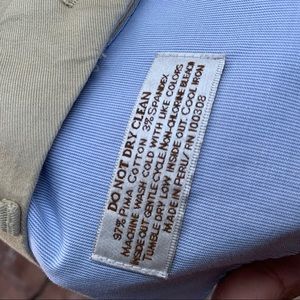 DO NOT DRY CLEAN
97% PIMA COTTON 3% SPANDEX
MACHINE WASH COLD WITH LIKE COLORS
INSIDE-OUT GENTLE CYCLE NON-CHLORINE BLEACH
TUMBLE DRY LOW INSIDE OUT. COOL IRON
MADE IN PERU/ RN 100308